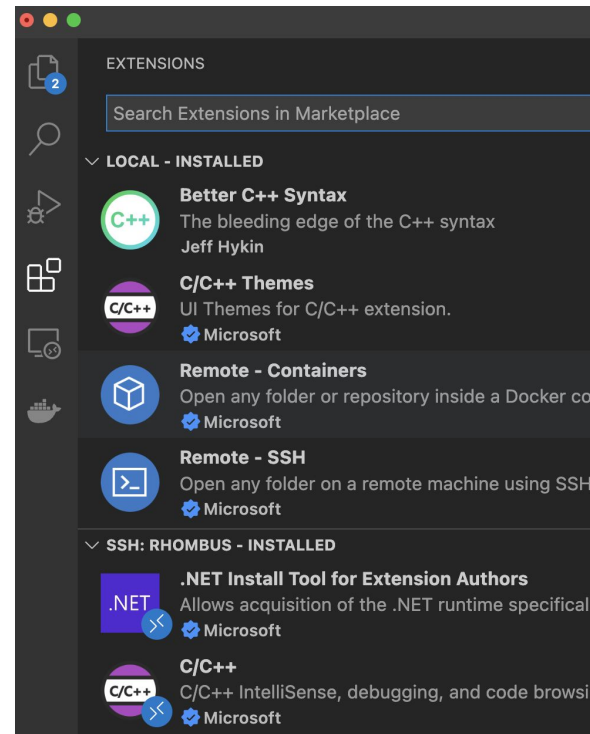 EXTENSIONS
2
Search Extensions in Marketplace
LOCAL - INSTALLED
C++
Better C++ Syntax
The bleeding edge of the C++ syntax
Jeff Hykin
C/C++
C/C++ Themes
UI Themes for C/C++ extension.
Microsoft
Remote - Containers
Open any folder or repository inside a Docker co
Microsoft
Remote - SSH
Open any folder on a remote machine using SSH
Microsoft
SSH: RHOMBUS - INSTALLED
.NET
.NET Install Tool for Extension Authors
Allows acquisition of the .NET runtime specifical
Microsoft
C/C++
C/C++
C/C++ IntelliSense, debugging, and code browsi
Microsoft